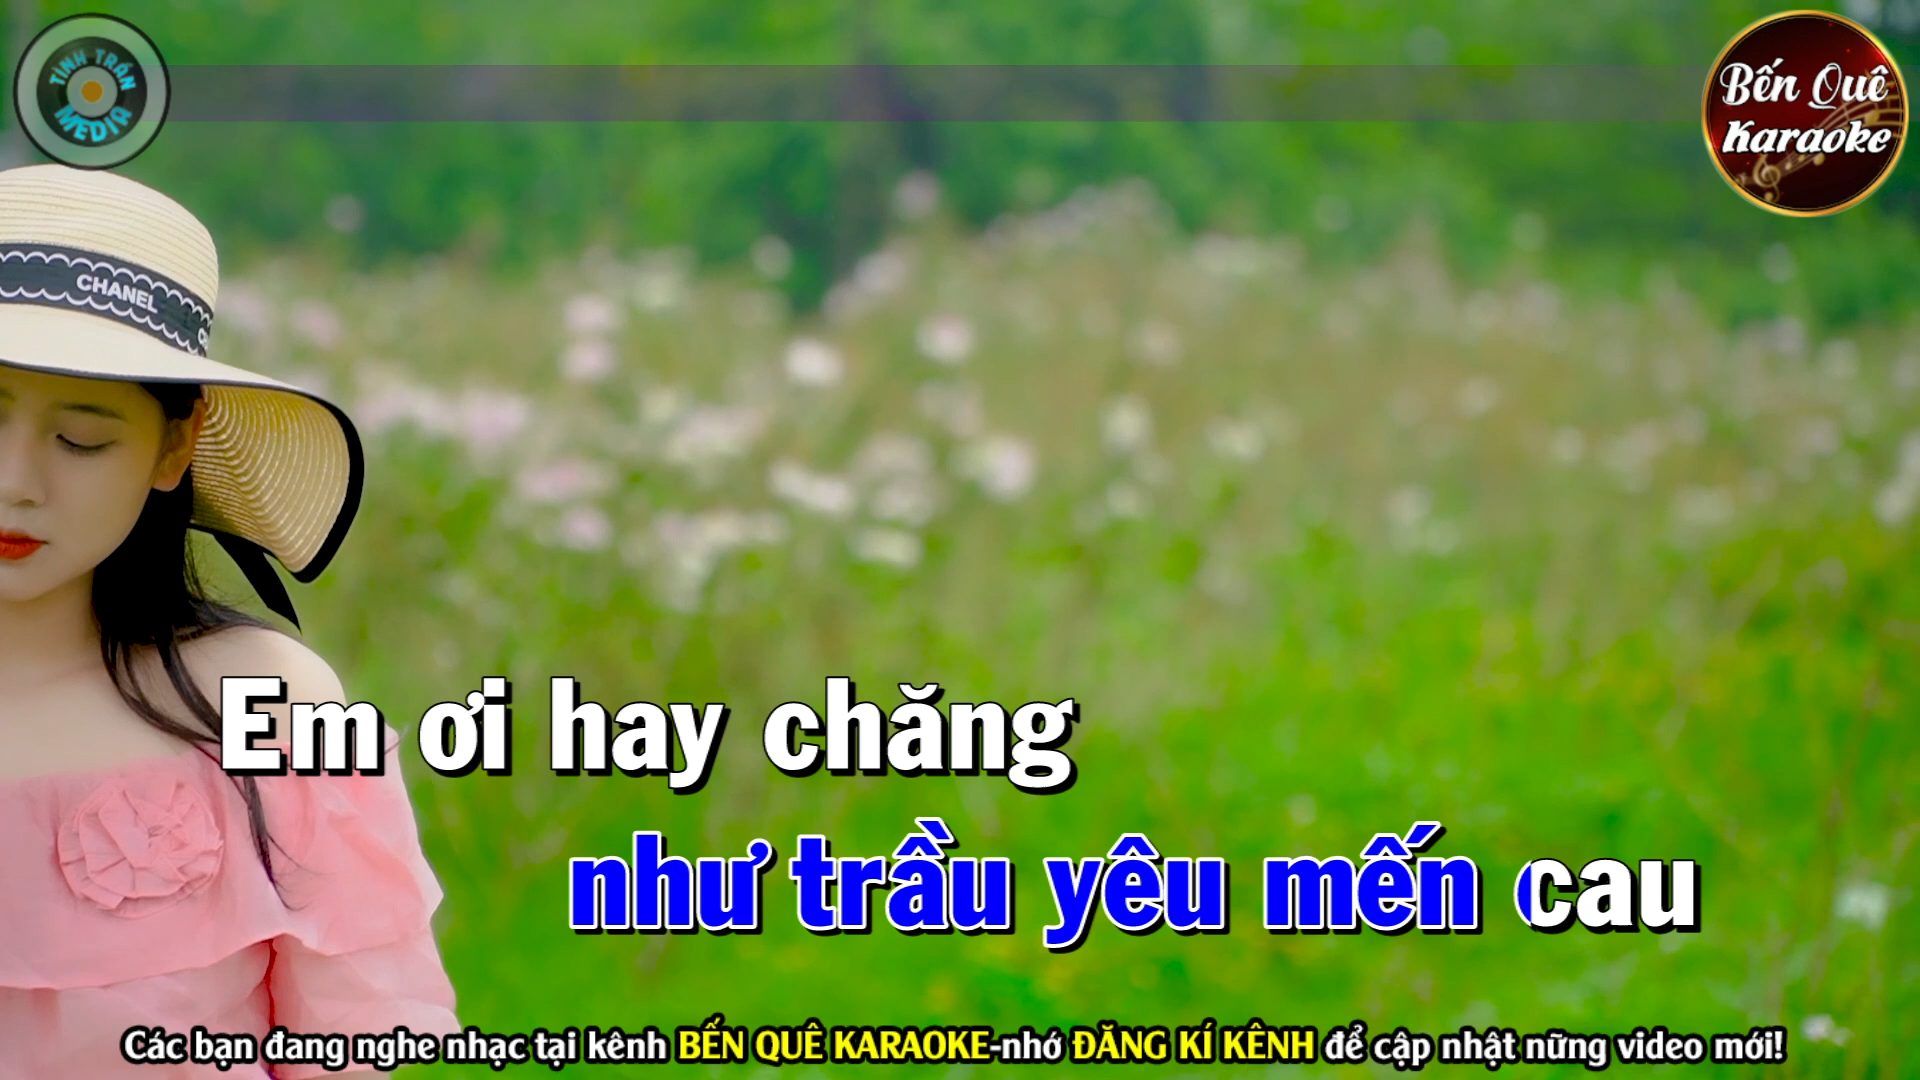 TÌNH TRẦN
MEDIA
Bến Quê
Karaoke
CHANEL
Em ơi hay chăng
như trầu yêu mến cau
Các bạn đang nghe nhạc tại kênh BẾN QUÊ KARAOKE-nhớ ĐĂNG KÍ KÊNH để cập nhật nững video mới!